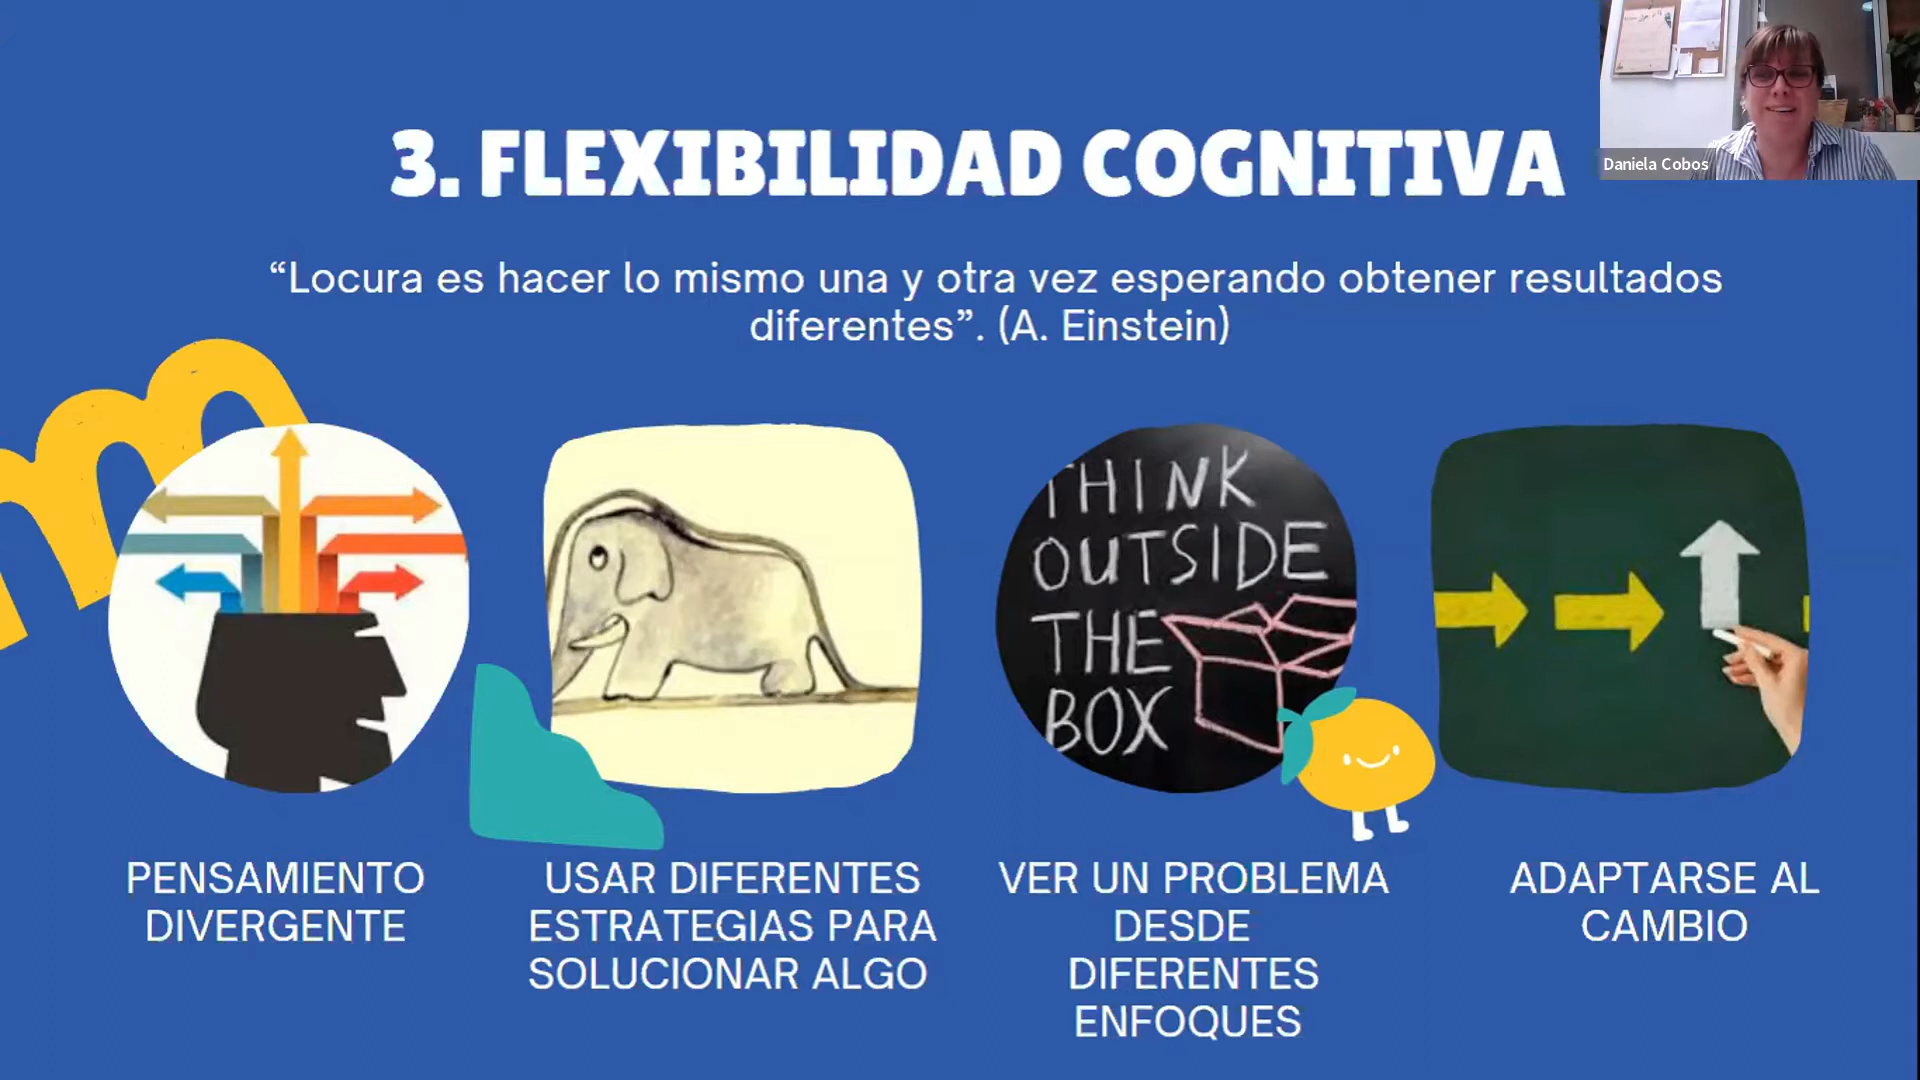 Daniela Cobos
3. FLEXIBILIDAD COGNITIVA
“Locura es hacer lo mismo una y otra vez esperando obtener resultados
diferentes”. (A. Einstein)
m
THINK
OUTSIDE
THE
BOX
PENSAMIENTO
DIVERGENTE
USAR DIFERENTES
ESTRATEGIAS PARA
SOLUCIONAR ALGO
VER UN PROBLEMA
DESDE
DIFERENTES
ENFOQUES
ADAPTARSE AL
CAMBIO